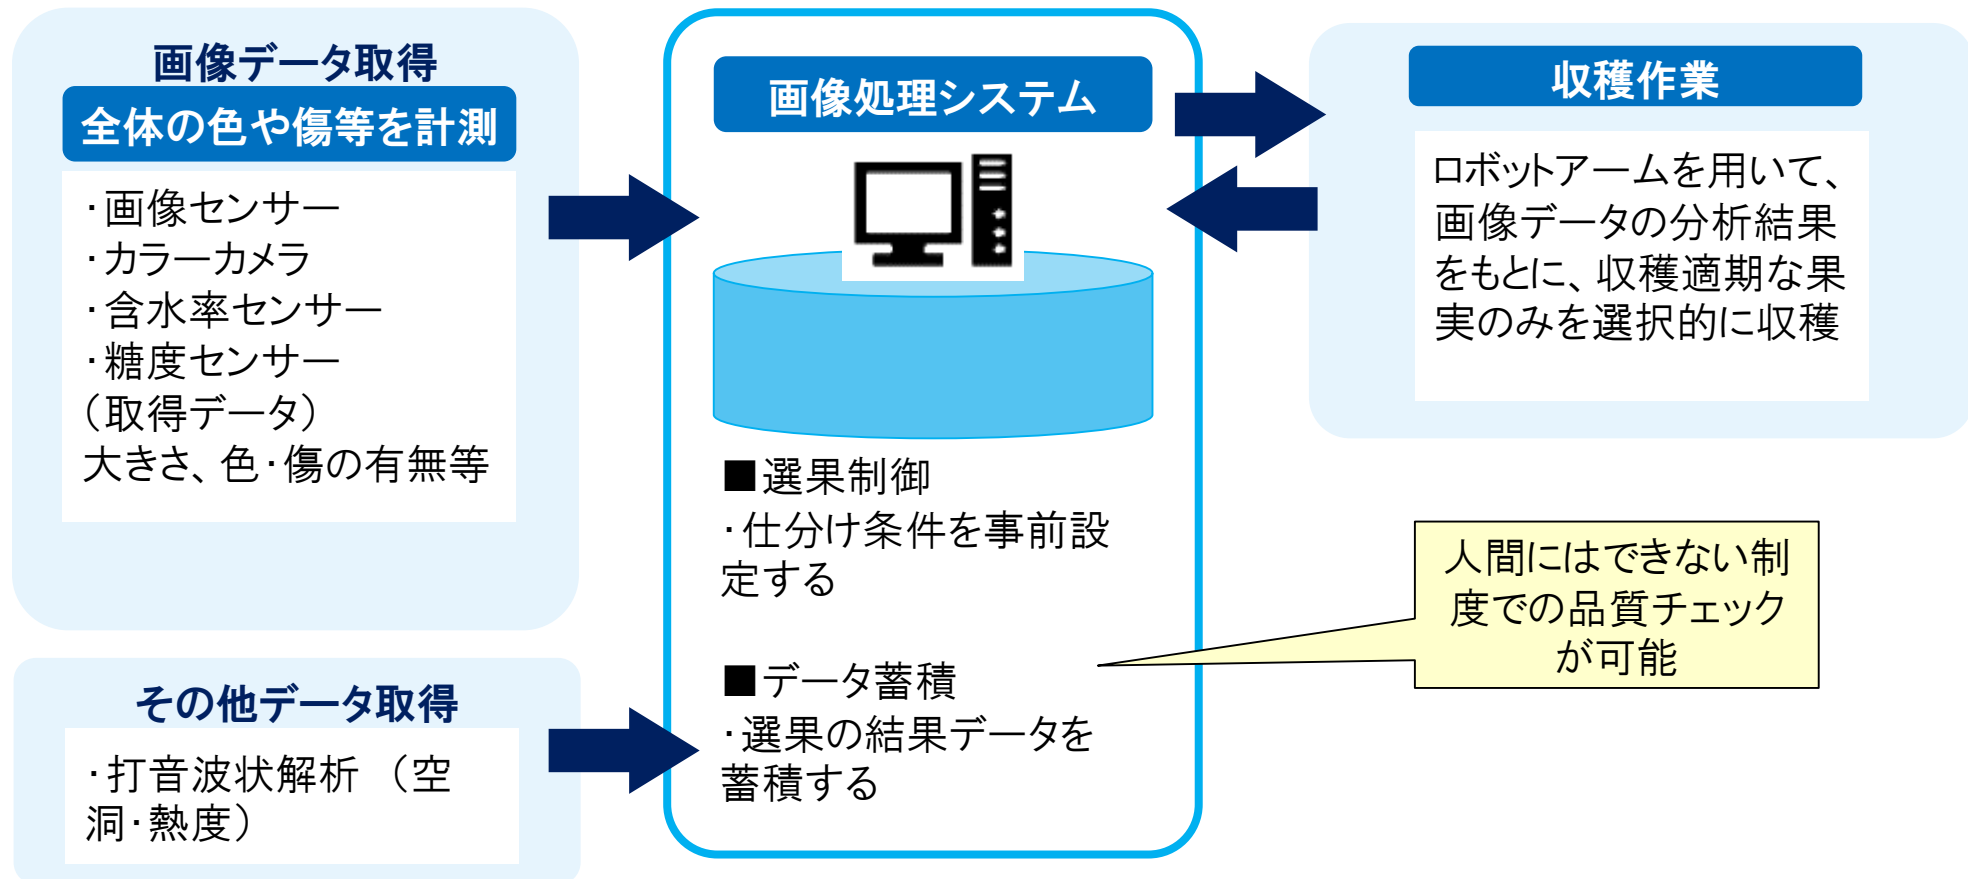 画像データ取得
全体の色や傷等を計測
・画像センサー
・カラーカメラ
・含水率センサー
・糖度センサー
（取得データ）
大きさ、色・傷の有無等
その他データ取得
・打音波状解析 （空
洞・熱度）
画像処理システム
■選果制御
・仕分け条件を事前設
定する
■データ蓄積
・選果の結果データを
蓄積する
収穫作業
ロボットアームを用いて、
画像データの分析結果
をもとに、収穫適期な果
実のみを選択的に収穫
人間にはできない制
度での品質チェック
が可能